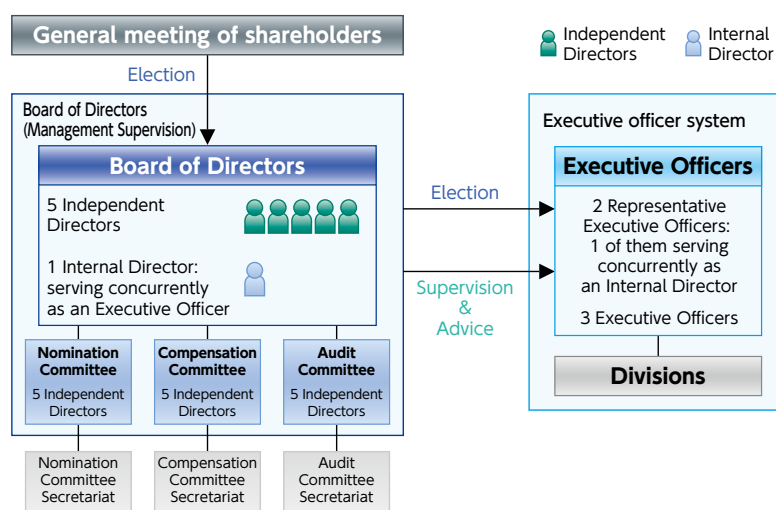 General meeting of shareholders
Independent
Directors
Internal
Director
Election
Board of Directors
(Management Supervision)
Board of Directors
5 Independent
Directors
1 Internal Director:
serving concurrently
as an Executive Officer
Nomination
Committee
5 Independent
Directors
Compensation
Committee
5 Independent
Directors
Audit
Committee
5 Independent
Directors
Nomination
Committee
Secretariat
Compensation
Committee
Secretariat
Audit
Committee
Secretariat
Election
Supervision
&
Advice
Executive officer system
Executive Officers
2 Representative
Executive Officers:
1 of them serving
concurrently as
an Internal Director
3 Executive Officers
Divisions